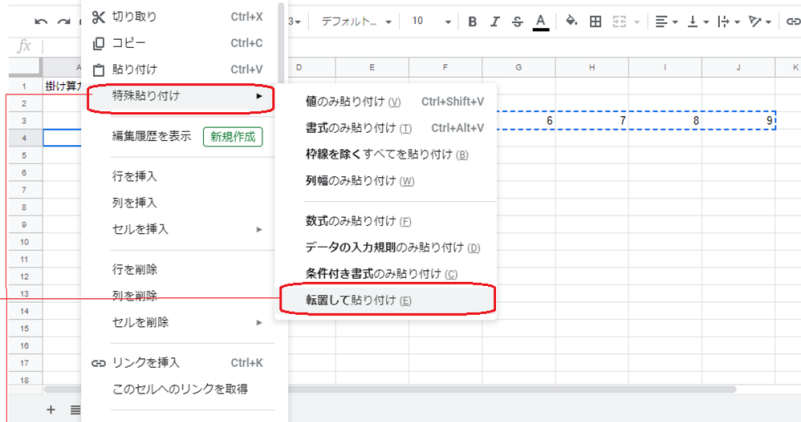 切り取り Ctrl+X
コピー Ctrl+C
貼り付け Ctrl+V
特殊貼り付け
編集履歴を表示 新規作成
行を挿入
列を挿入
セルを挿入
行を削除
列を削除
セルを削除
リンクを挿入 Ctrl+K
このセルへのリンクを取得
値のみ貼り付け (V) Ctrl+Shift+V
書式のみ貼り付け (T) Ctrl+Alt+V
枠線を除くすべてを貼り付け (B)
列幅のみ貼り付け (W)
数式のみ貼り付け (F)
データの入力規則のみ貼り付け (D)
条件付き書式のみ貼り付け (C)
転置して貼り付け (E)
デフォルト... 10 B I S A
fx
D E F G H I J K
1 掛け算
2
3 6 7 8 9
4
5
6
7
8
9
10
11
12
13
14
15
16
17
18